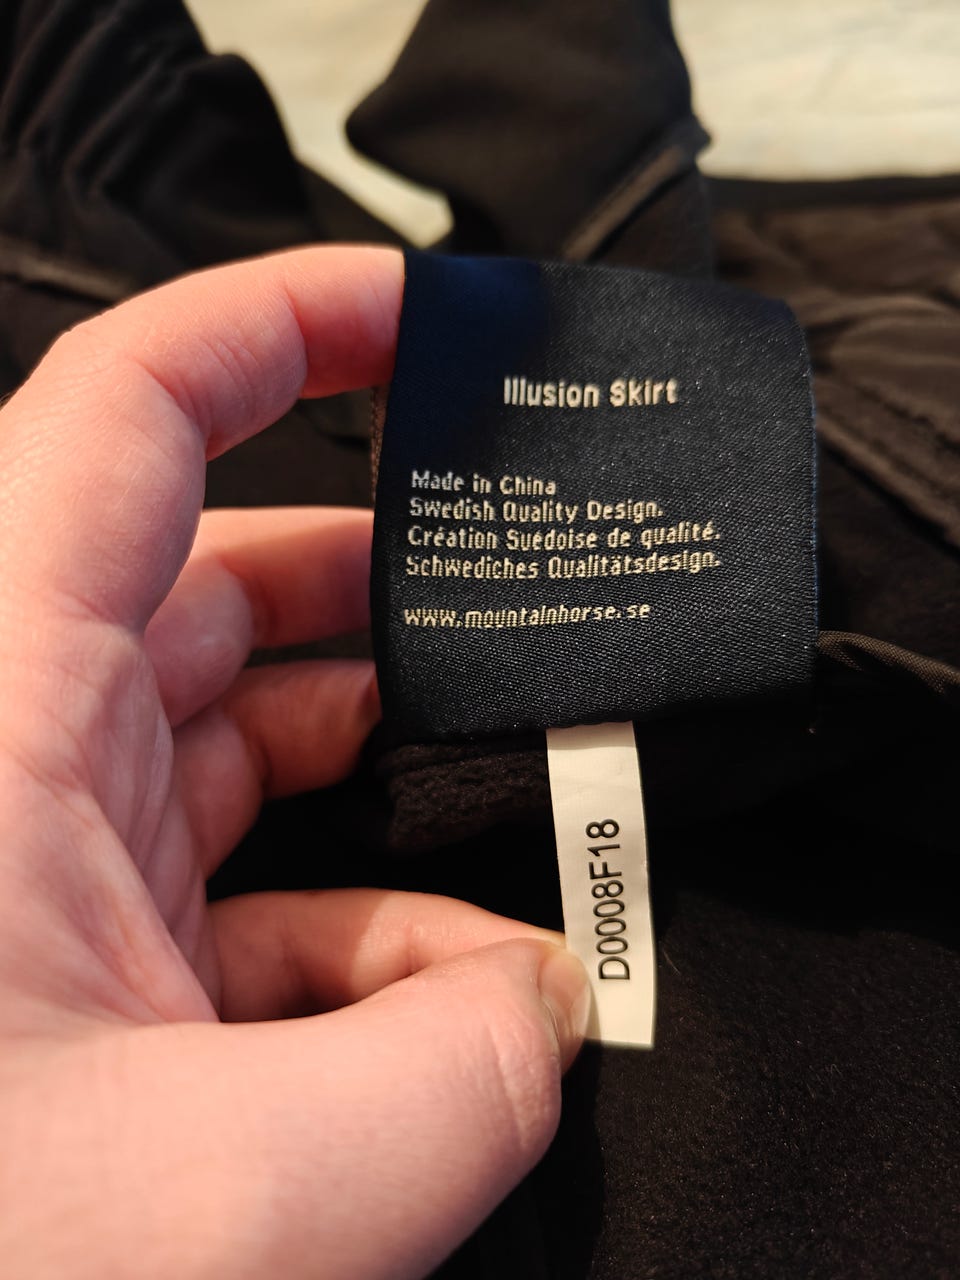 Illusion Skirt
Made in China
Swedish Quality Design.
Création Suédoise de qualité.
Schwediches Qualitätsdesign.
www.mountainhorse.se
D0008F18